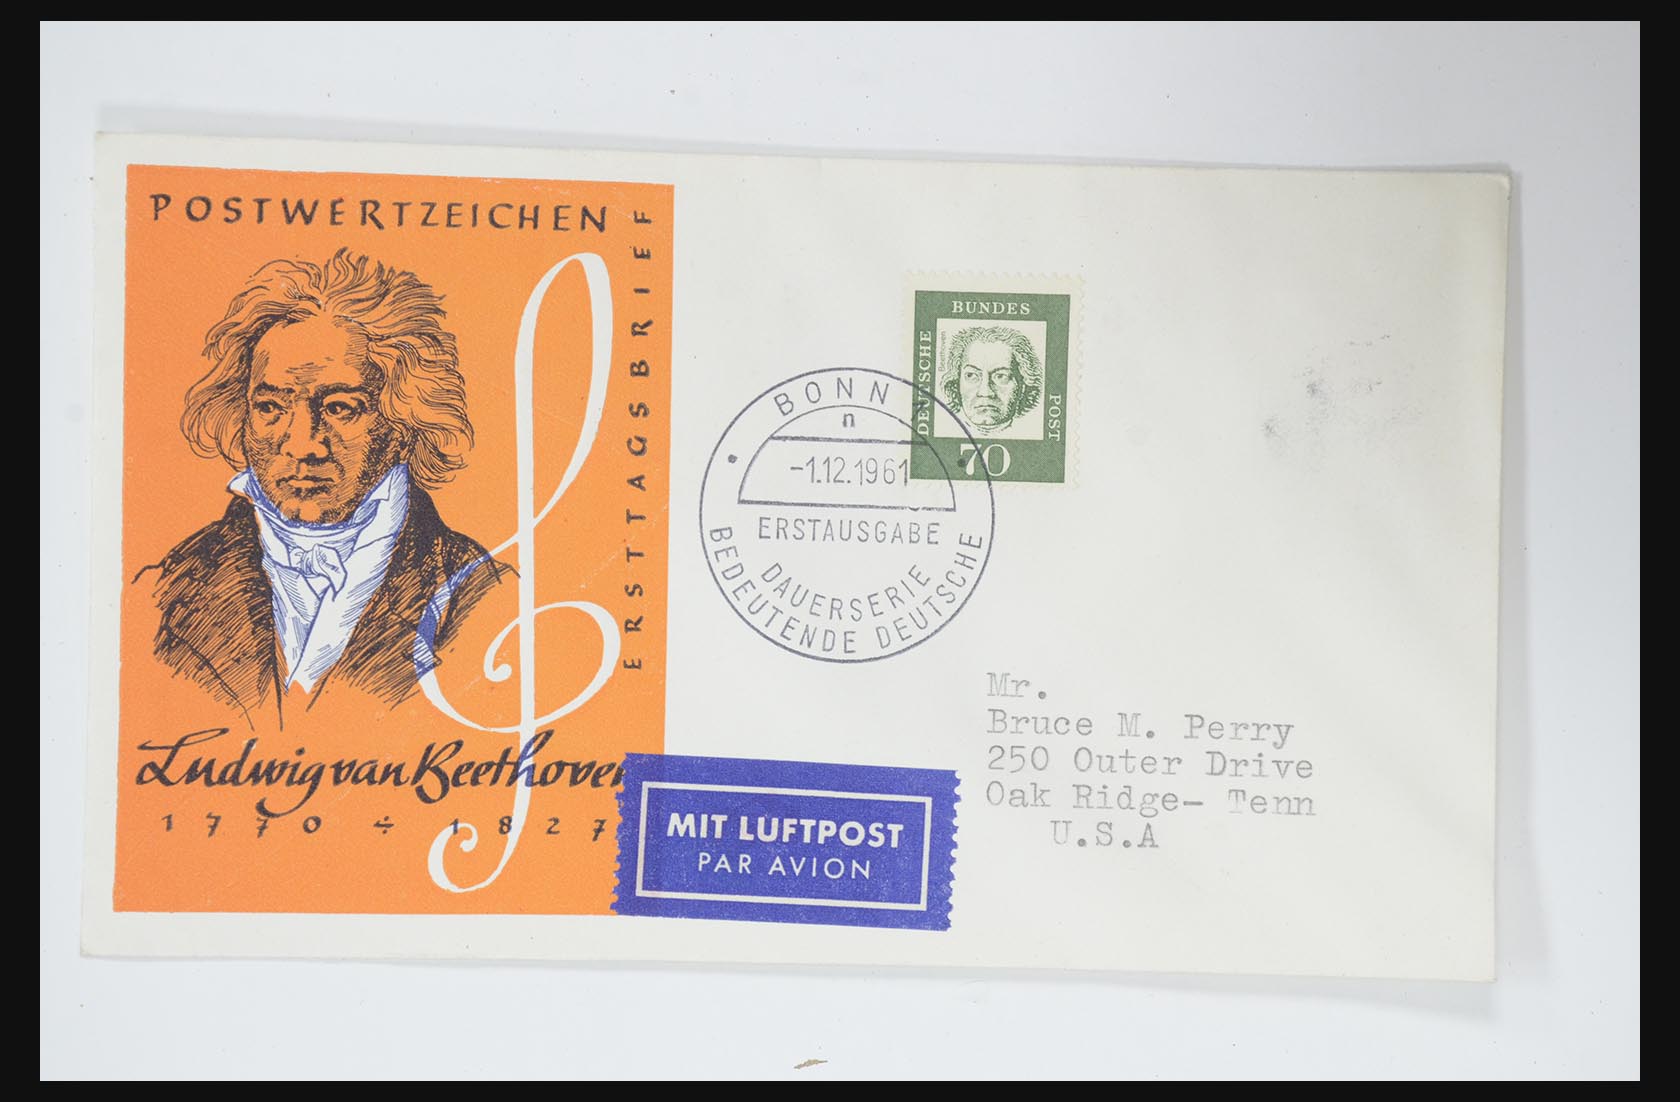 POSTWERTZEICHEN
ERSTTAGSBRIEF
Ludwig van Beethoven
1770 ÷ 1827
MIT LUFTPOST
PAR AVION
BONN
n
-1.12.1961
ERSTAUSGABE
DAUERSERIE
BEDEUTENDE DEUTSCHE
DEUTSCHE
BUNDES
POST
Beethoven
70
Mr.
Bruce M. Perry
250 Outer Drive
Oak Ridge- Tenn
U.S.A